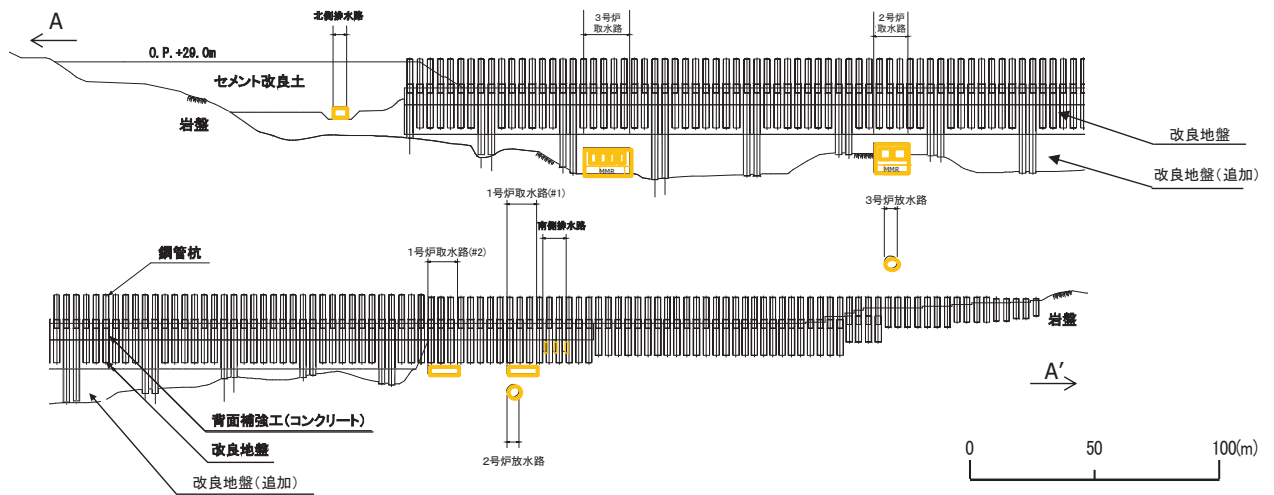 A
北側排水路
3号炉
取水路
2号炉
取水路
O.P.+29.0m
セメント改良土
岩盤
改良地盤
MMR
MMR
改良地盤(追加)
1号炉取水路(#1)
3号炉放水路
南側排水路
鋼管杭
1号炉取水路(#2)
岩盤
A'
背面補強工(コンクリート)
改良地盤
2号炉放水路
改良地盤(追加)
0
50
100(m)